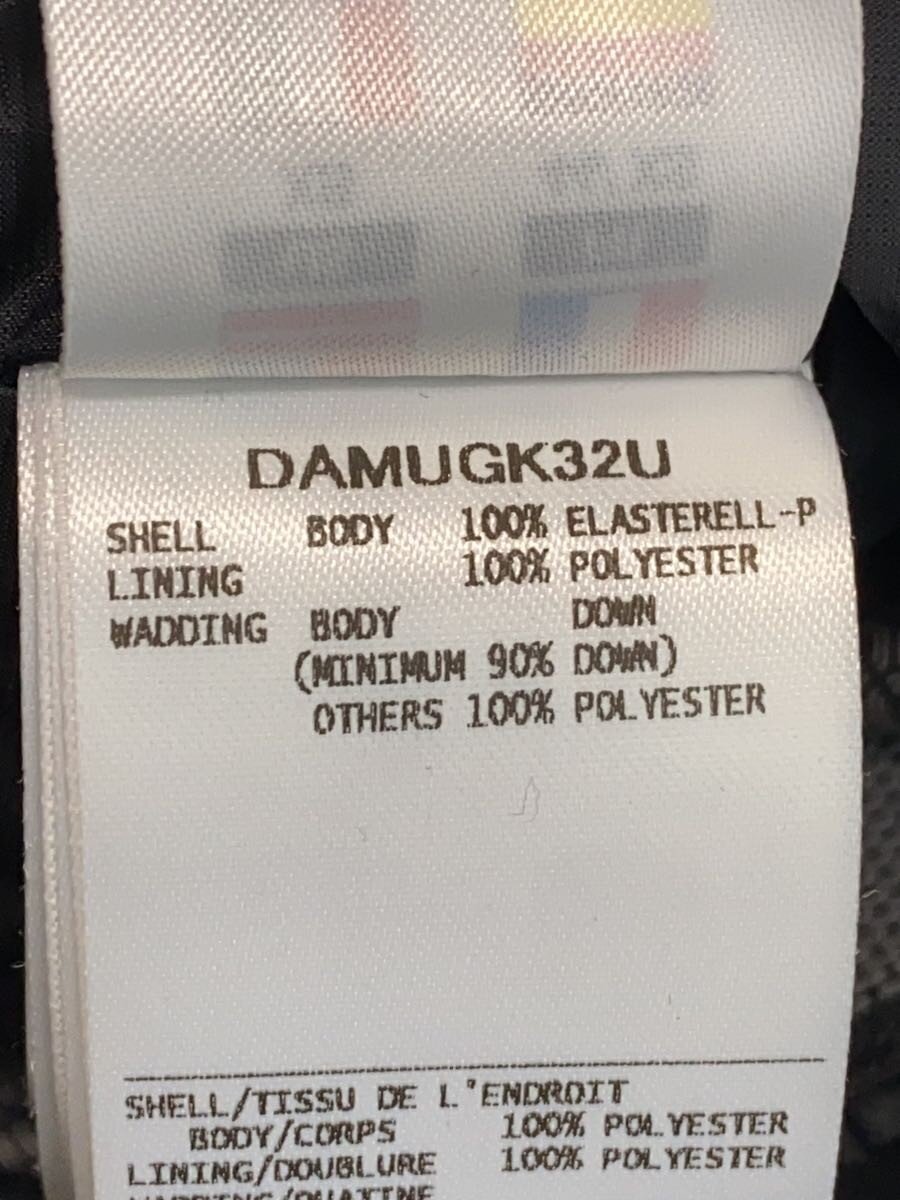 DAMUGK32U
SHELL BODY 100% ELASTERELL-P
LINING 100% POLYESTER
WADDING BODY DOWN
(MINIMUM 90% DOWN)
OTHERS 100% POLYESTER
SHELL/TISSU DE L'ENDROIT
BODY/CORPS 100% POLYESTER
LINING/DOUBLURE 100% POLYESTER